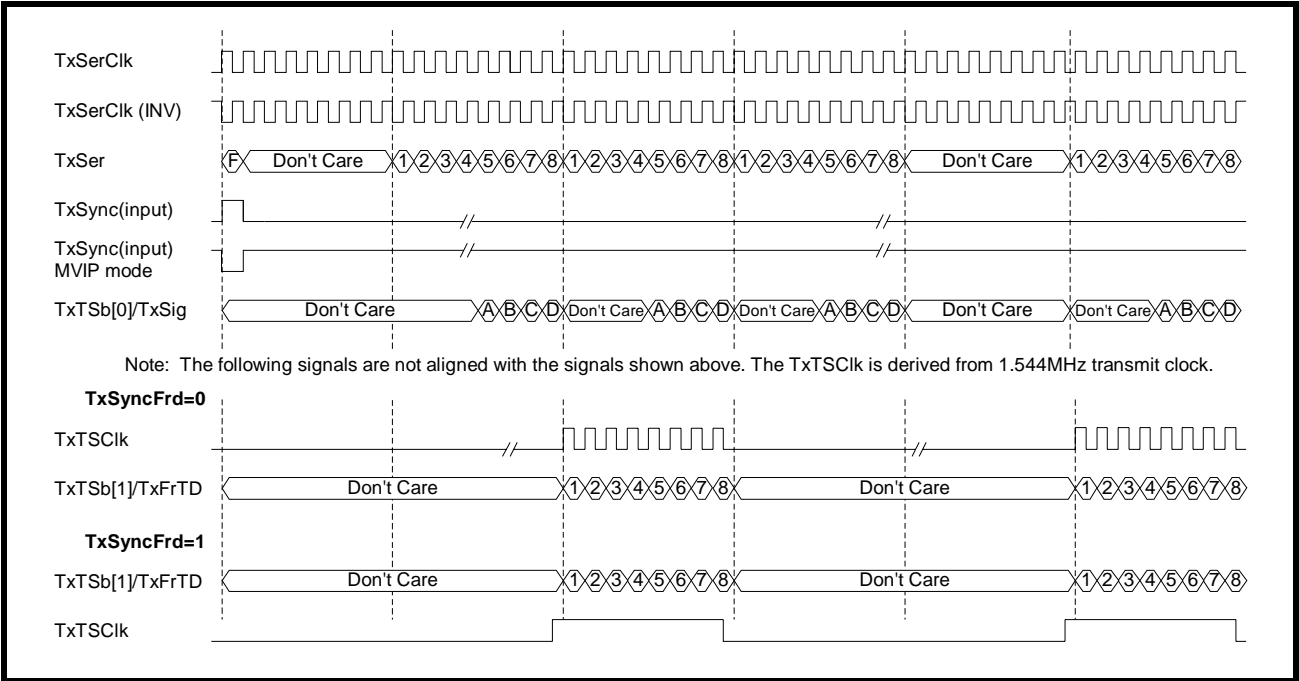 TxSerClk
TxSerClk (INV)
TxSer F Don't Care 1 2 3 4 5 6 7 8 1 2 3 4 5 6 7 8 1 2 3 4 5 6 7 8 Don't Care 1 2 3 4 5 6 7 8
TxSync(input)
TxSync(input)
MVIP mode
TxTSb[0]/TxSig Don't Care A B C D Don't Care A B C D Don't Care A B C D Don't Care Don't Care A B C D
Note: The following signals are not aligned with the signals shown above. The TxTSClk is derived from 1.544MHz transmit clock.
TxSyncFrd=0
TxTSClk
TxTSb[1]/TxFrTD Don't Care 1 2 3 4 5 6 7 8 Don't Care 1 2 3 4 5 6 7 8
TxSyncFrd=1
TxTSb[1]/TxFrTD Don't Care 1 2 3 4 5 6 7 8 Don't Care 1 2 3 4 5 6 7 8
TxTSClk